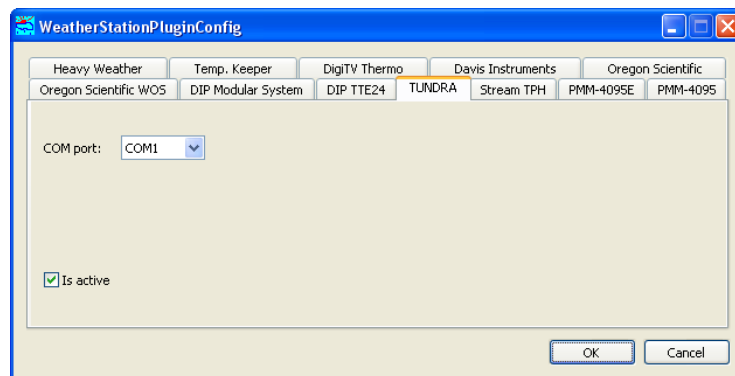 WeatherStationPluginConfig
Heavy Weather Temp. Keeper DigiTV Thermo Davis Instruments Oregon Scientific
Oregon Scientific WOS DIP Modular System DIP TTE24 TUNDRA Stream TPH PMM-4095E PMM-4095
COM port: COM1
Is active
OK Cancel